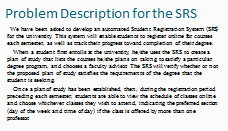 Problem Description for the SRS
We have been asked to develop an automated Student Registration System (SRS)
for the university. This system will enable students to register online for courses
each semester, as well as track their progress toward completion of their degree.
When a student first enrolls at the university, he/she uses the SRS to create a
plan of study that lists the courses he/she plans on taking to satisfy a particular
degree program, and chooses a faculty advisor. The SRS will verify whether or not
the proposed plan of study satisfies the requirements of the degree that the
student is seeking.
Once a plan of study has been established, then, during the registration period
preceding each semester, students are able to view the schedule of classes online
and choose whichever classes they wish to attend, indicating the preferred section
(day of the week and time of day) if the class is offered by more than one
professor.